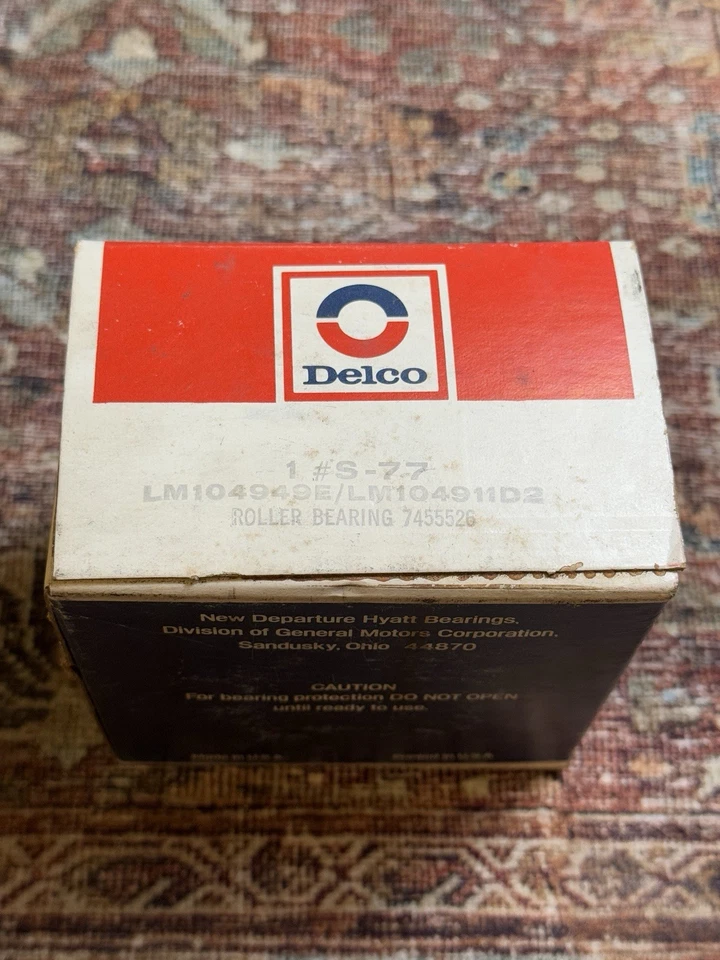 Delco
1 #S-77
LM104949E/LM104911D2
ROLLER BEARING 7455526
New Departure Hyatt Bearings,
Division of General Motors Corporation,
Sandusky, Ohio 44870
CAUTION
For bearing protection DO NOT OPEN
until ready to use.